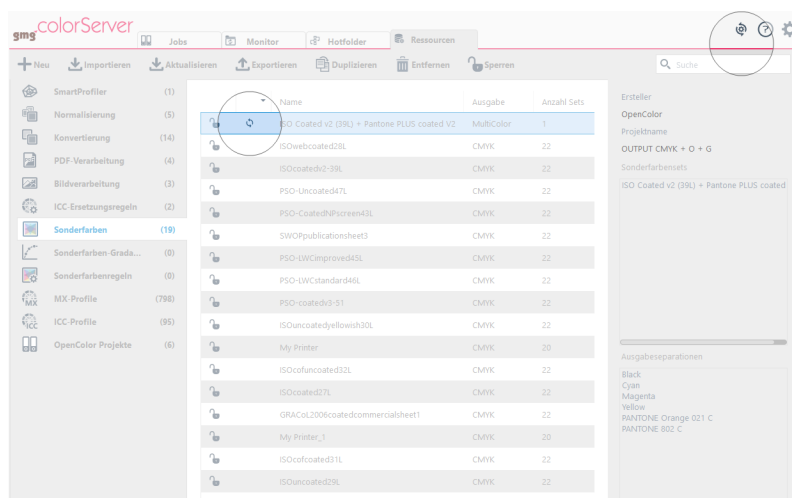 gmg colorServer
Jobs
Monitor
Hotfolder
Ressourcen
Neu
Importieren
Aktualisieren
Exportieren
Duplizieren
Entfernen
Sperren
Suche
SmartProfiler (1)
Normalisierung (5)
Konvertierung (14)
PDF-Verarbeitung (4)
Bildverarbeitung (3)
ICC-Ersetzungsregeln (2)
Sonderfarben (19)
Sonderfarben-Grada... (0)
Sonderfarbenregeln (0)
MX-Profile (798)
ICC-Profile (95)
OpenColor Projekte (6)
Name Ausgabe Anzahl Sets
ISO Coated v2 (39L) + Pantone PLUS coated V2 MultiColor 1
ISOwebcoated28L CMYK 22
ISOcoatedv2-39L CMYK 22
PSO-Uncoated47L CMYK 22
PSO-CoatedNPscreen43L CMYK 22
SWOPpublicationsheet3 CMYK 22
PSO-LWCimproved45L CMYK 22
PSO-LWCstandard46L CMYK 22
PSO-coatedv3-51 CMYK 22
ISOuncoatedyellowish30L CMYK 22
My Printer CMYK 20
ISOcofuncoated32L CMYK 22
ISOcoated27L CMYK 22
GRACoL2006coatedcommercialsheet1 CMYK 22
My Printer_1 CMYK 20
ISOcofcoated31L CMYK 22
ISOuncoated29L CMYK 22
Ersteller
OpenColor
Projektname
OUTPUT CMYK + O + G
Sonderfarbensets
ISO Coated v2 (39L) + Pantone PLUS coated
Ausgabeseparationen
Black
Cyan
Magenta
Yellow
PANTONE Orange 021 C
PANTONE 802 C